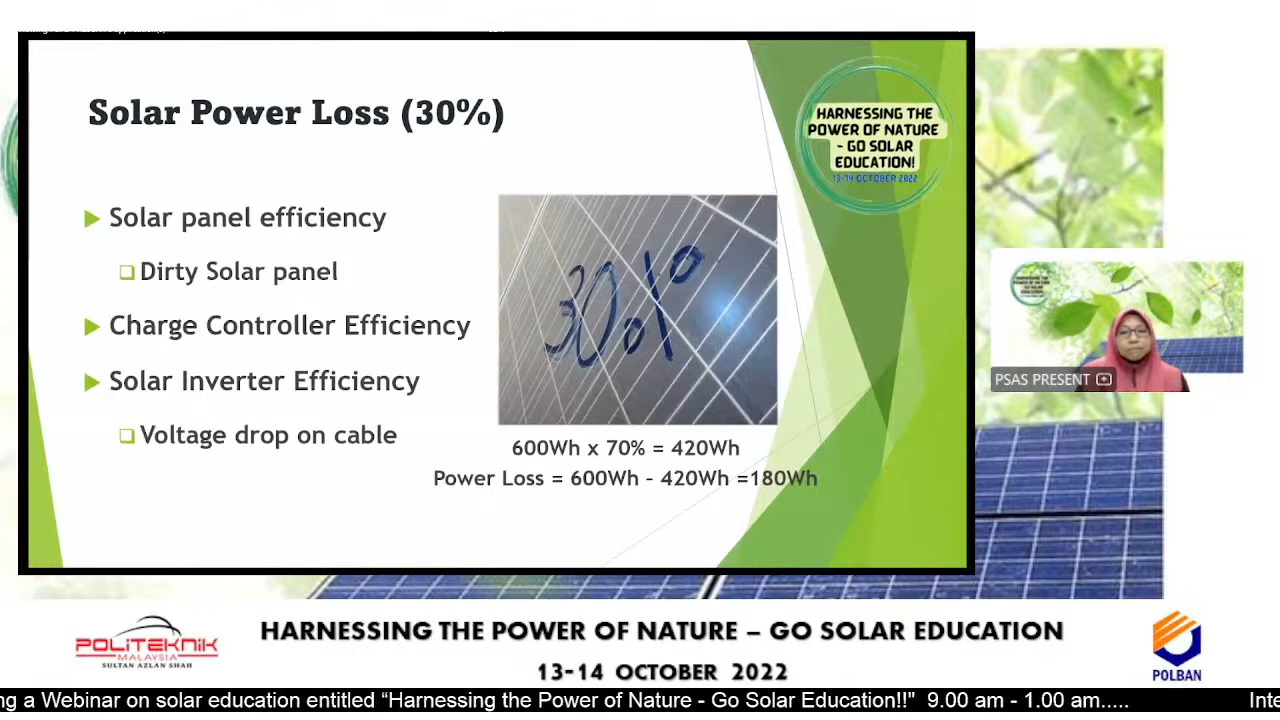 Solar Power Loss (30%)
HARNESSING THE
POWER OF NATURE
- GO SOLAR
EDUCATION!
13-14 OCTOBER 2022
Solar panel efficiency
Dirty Solar panel
Charge Controller Efficiency
Solar Inverter Efficiency
Voltage drop on cable
30%
600Wh x 70% = 420Wh
Power Loss = 600Wh – 420Wh =180Wh
PSAS PRESENT
POLITEKNIK
MALAYSIA
SULTAN AZLAN SHAH
HARNESSING THE POWER OF NATURE – GO SOLAR EDUCATION
13-14 OCTOBER 2022
POLBAN
ng a Webinar on solar education entitled “Harnessing the Power of Nature - Go Solar Education!!" 9.00 am - 1.00 am..... Inte